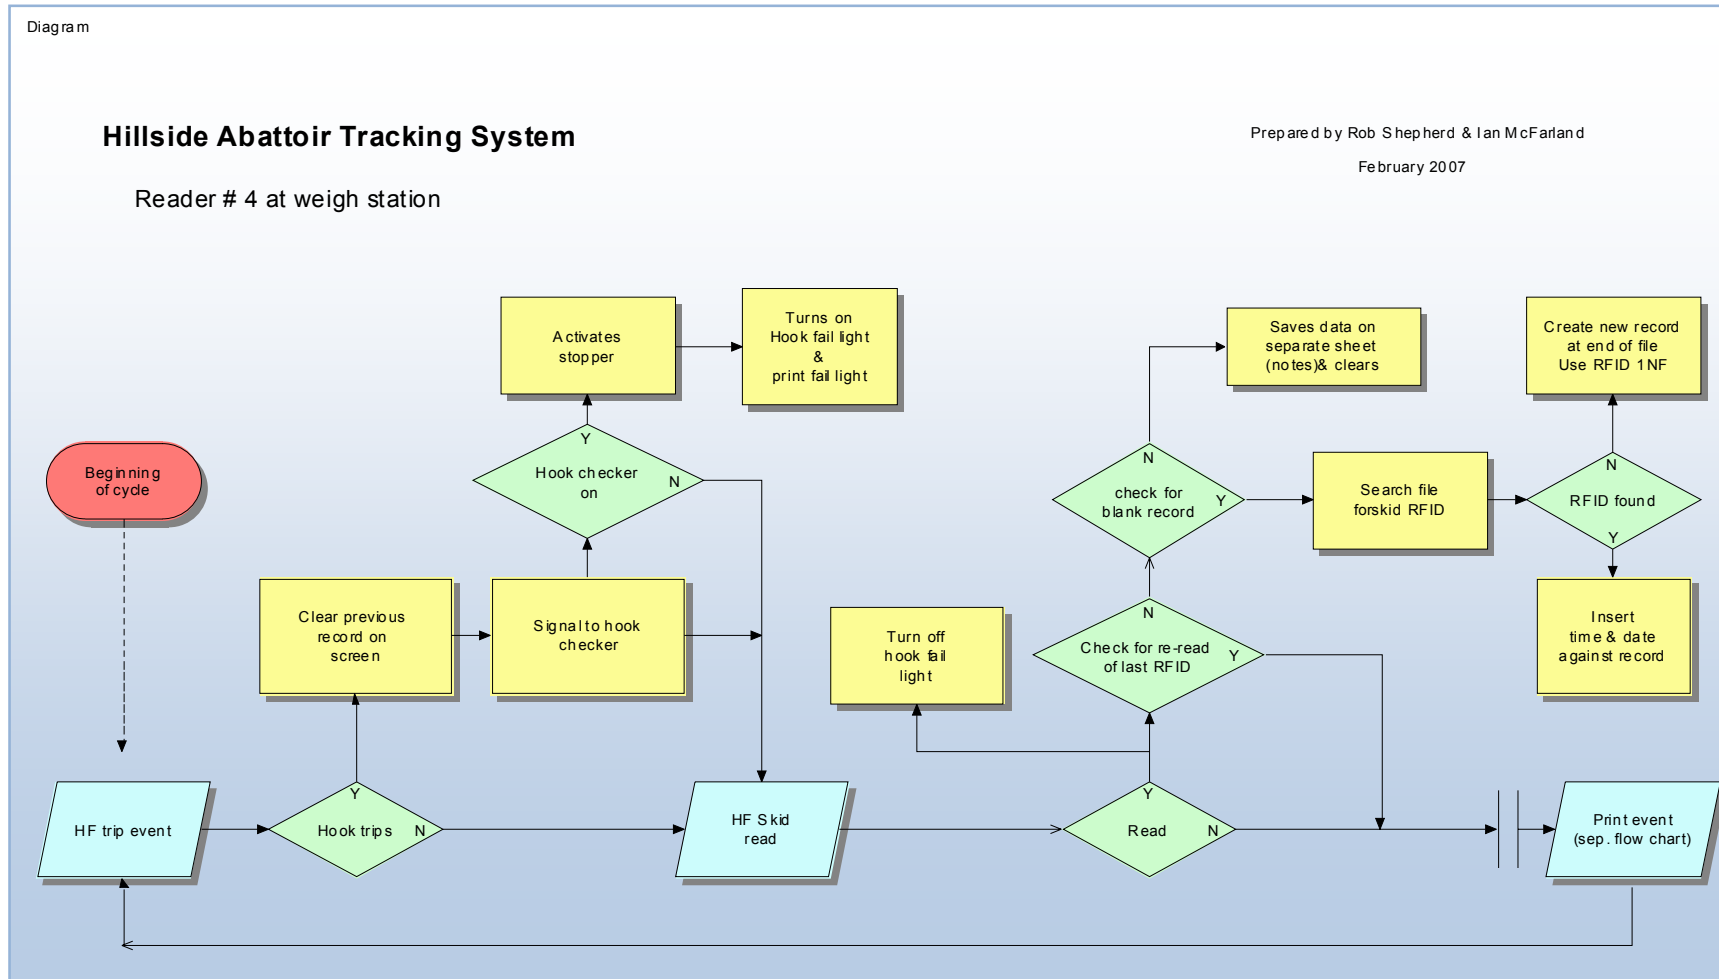 Diagram
Hillside Abattoir Tracking System
Prepared by Rob Shepherd & Ian McFarland
February 2007
Reader # 4 at weigh station
Activates
stopper
Turns on
Hook fail light
&
print fail light
Saves data on
separate sheet
(notes)& clears
Create new record
at end of file
Use RFID 1NF
Beginning
of cycle
Y
Hook checker
on
N
N
check for
blank record
Y
Search file
forskid RFID
N
RFID found
Y
Clear previous
record on
screen
Signal to hook
checker
Turn off
hook fail
light
N
Check for re-read
of last RFID
Y
Insert
time & date
against record
HF trip event
Y
Hook trips
N
HF Skid
read
Y
Read
N
Print event
(sep. flow chart)